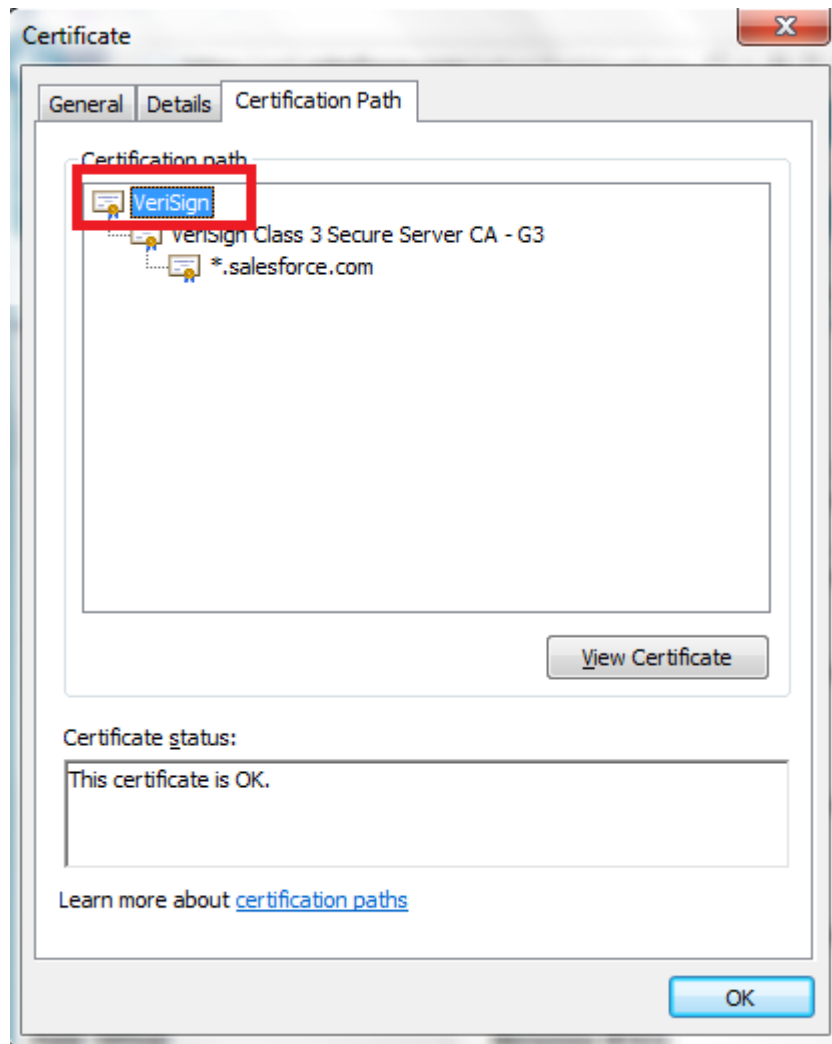 Certificate
General Details Certification Path
Certification path
VeriSign
VeriSign Class 3 Secure Server CA - G3
*.salesforce.com
View Certificate
Certificate status:
This certificate is OK.
Learn more about certification paths
OK